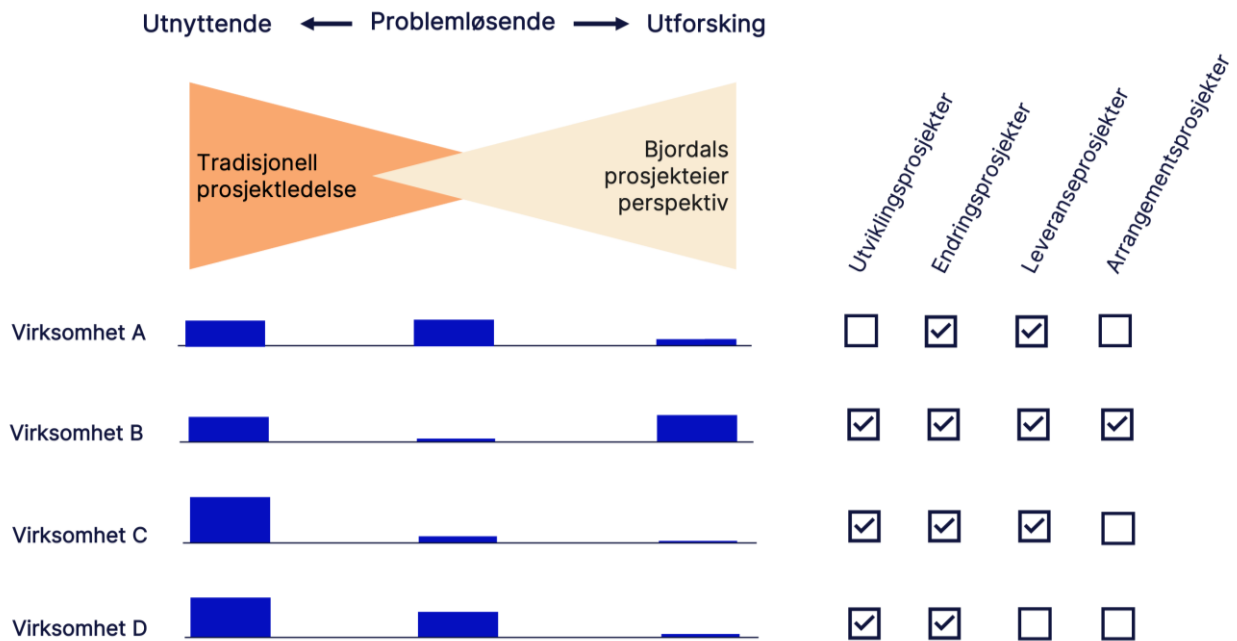 Utnyttende Problemløsende Utforsking
Tradisjonell
prosjektledelse
Bjordals
prosjekteier
perspektiv
Utviklingsprosjekter
Endringsprosjekter
Leveranseprosjekter
Arrangementsprosjekter
Virksomhet A
Virksomhet B
Virksomhet C
Virksomhet D